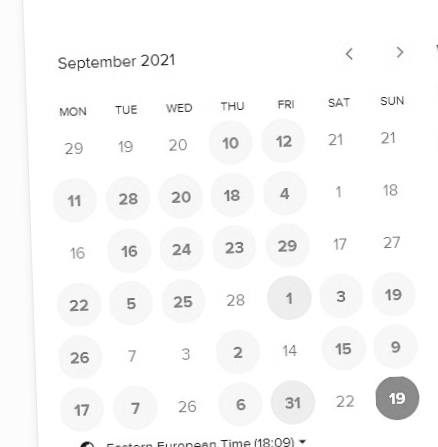 September 2021 < >
MON TUE WED THU FRI SAT SUN
29 19 20 10 12 21 21
11 28 20 18 4 1 18
16 16 24 23 29 17 27
22 5 25 28 1 3 19
26 7 3 2 14 15 9
17 7 26 6 31 22 19
Eastern European Time (18:09)